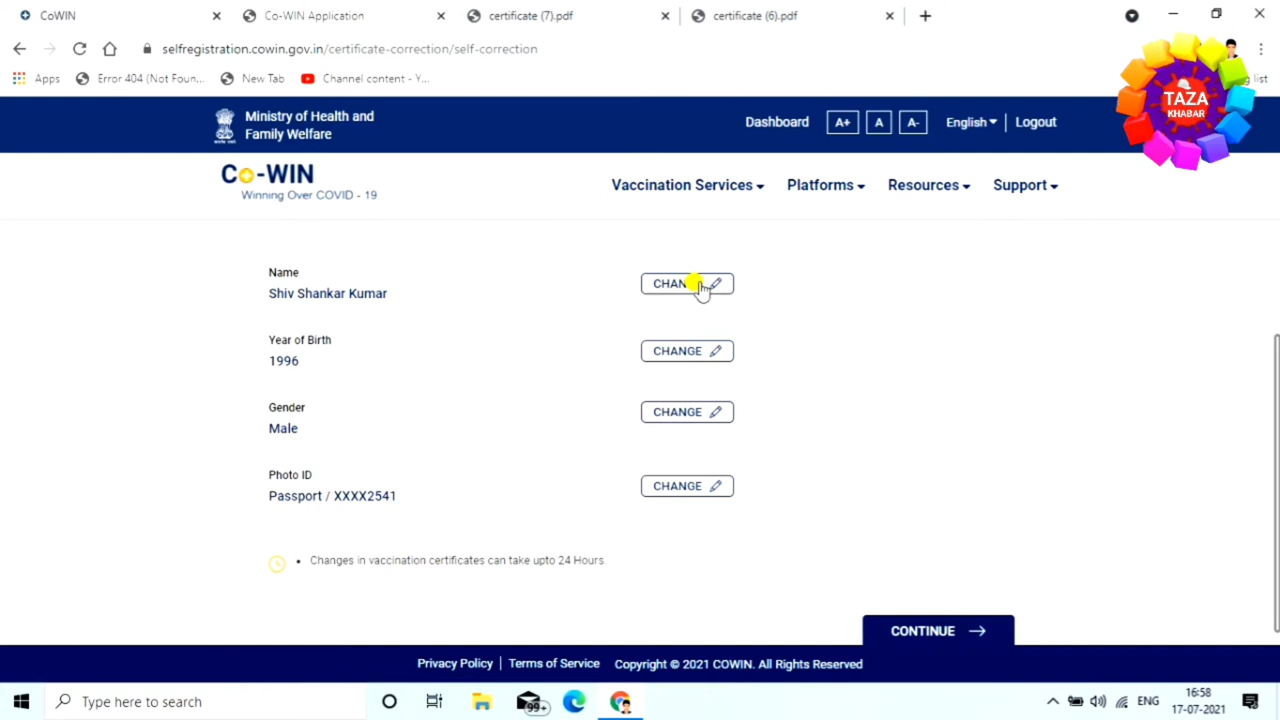 CoWIN
Co-WIN Application
certificate (7).pdf
certificate (6).pdf
selfregistration.cowin.gov.in/certificate-correction/self-correction
Apps
Error 404 (Not Foun...
New Tab
Channel content - Y...
g list
TAZA
KHABAR
Ministry of Health and
Family Welfare
Dashboard
A+
A
A-
English
Logout
Co-WIN
Winning Over COVID - 19
Vaccination Services
Platforms
Resources
Support
Name
Shiv Shankar Kumar
CHAN
Year of Birth
1996
CHANGE
Gender
Male
CHANGE
Photo ID
Passport / XXXX2541
CHANGE
• Changes in vaccination certificates can take upto 24 Hours
CONTINUE
Privacy Policy | Terms of Service Copyright © 2021 COWIN. All Rights Reserved
Type here to search
99+
ENG
16:58
17-07-2021